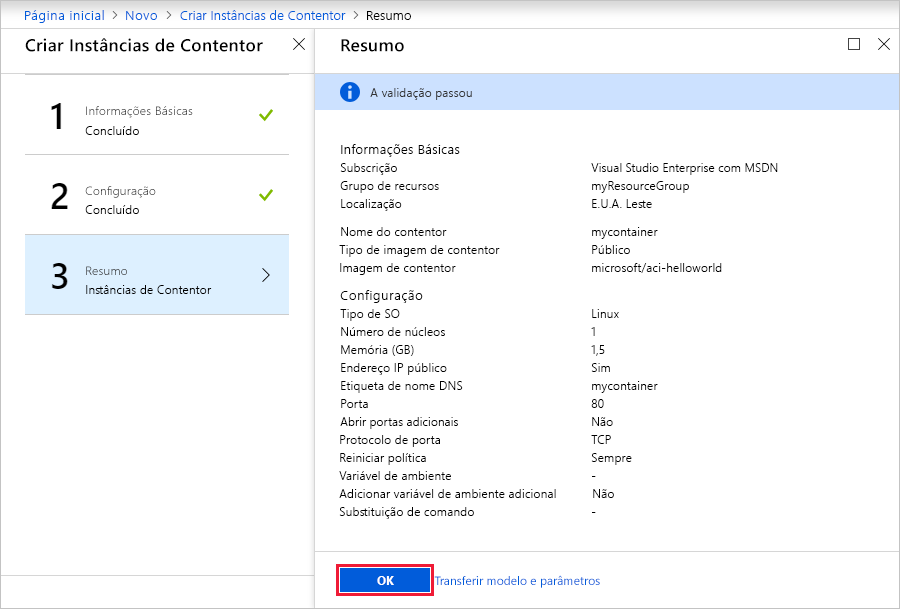 Página inicial > Novo > Criar Instâncias de Contentor > Resumo
Criar Instâncias de Contentor
1
Informações Básicas
Concluído
2
Configuração
Concluído
3
Resumo
Instâncias de Contentor
Resumo
A validação passou
Informações Básicas
Subscrição Visual Studio Enterprise com MSDN
Grupo de recursos myResourceGroup
Localização E.U.A. Leste
Nome do contentor mycontainer
Tipo de imagem de contentor Público
Imagem de contentor microsoft/aci-helloworld
Configuração
Tipo de SO Linux
Número de núcleos 1
Memória (GB) 1,5
Endereço IP público Sim
Etiqueta de nome DNS mycontainer
Porta 80
Abrir portas adicionais Não
Protocolo de porta TCP
Reiniciar política Sempre
Variável de ambiente -
Adicionar variável de ambiente adicional Não
Substituição de comando -
OK Transferir modelo e parâmetros